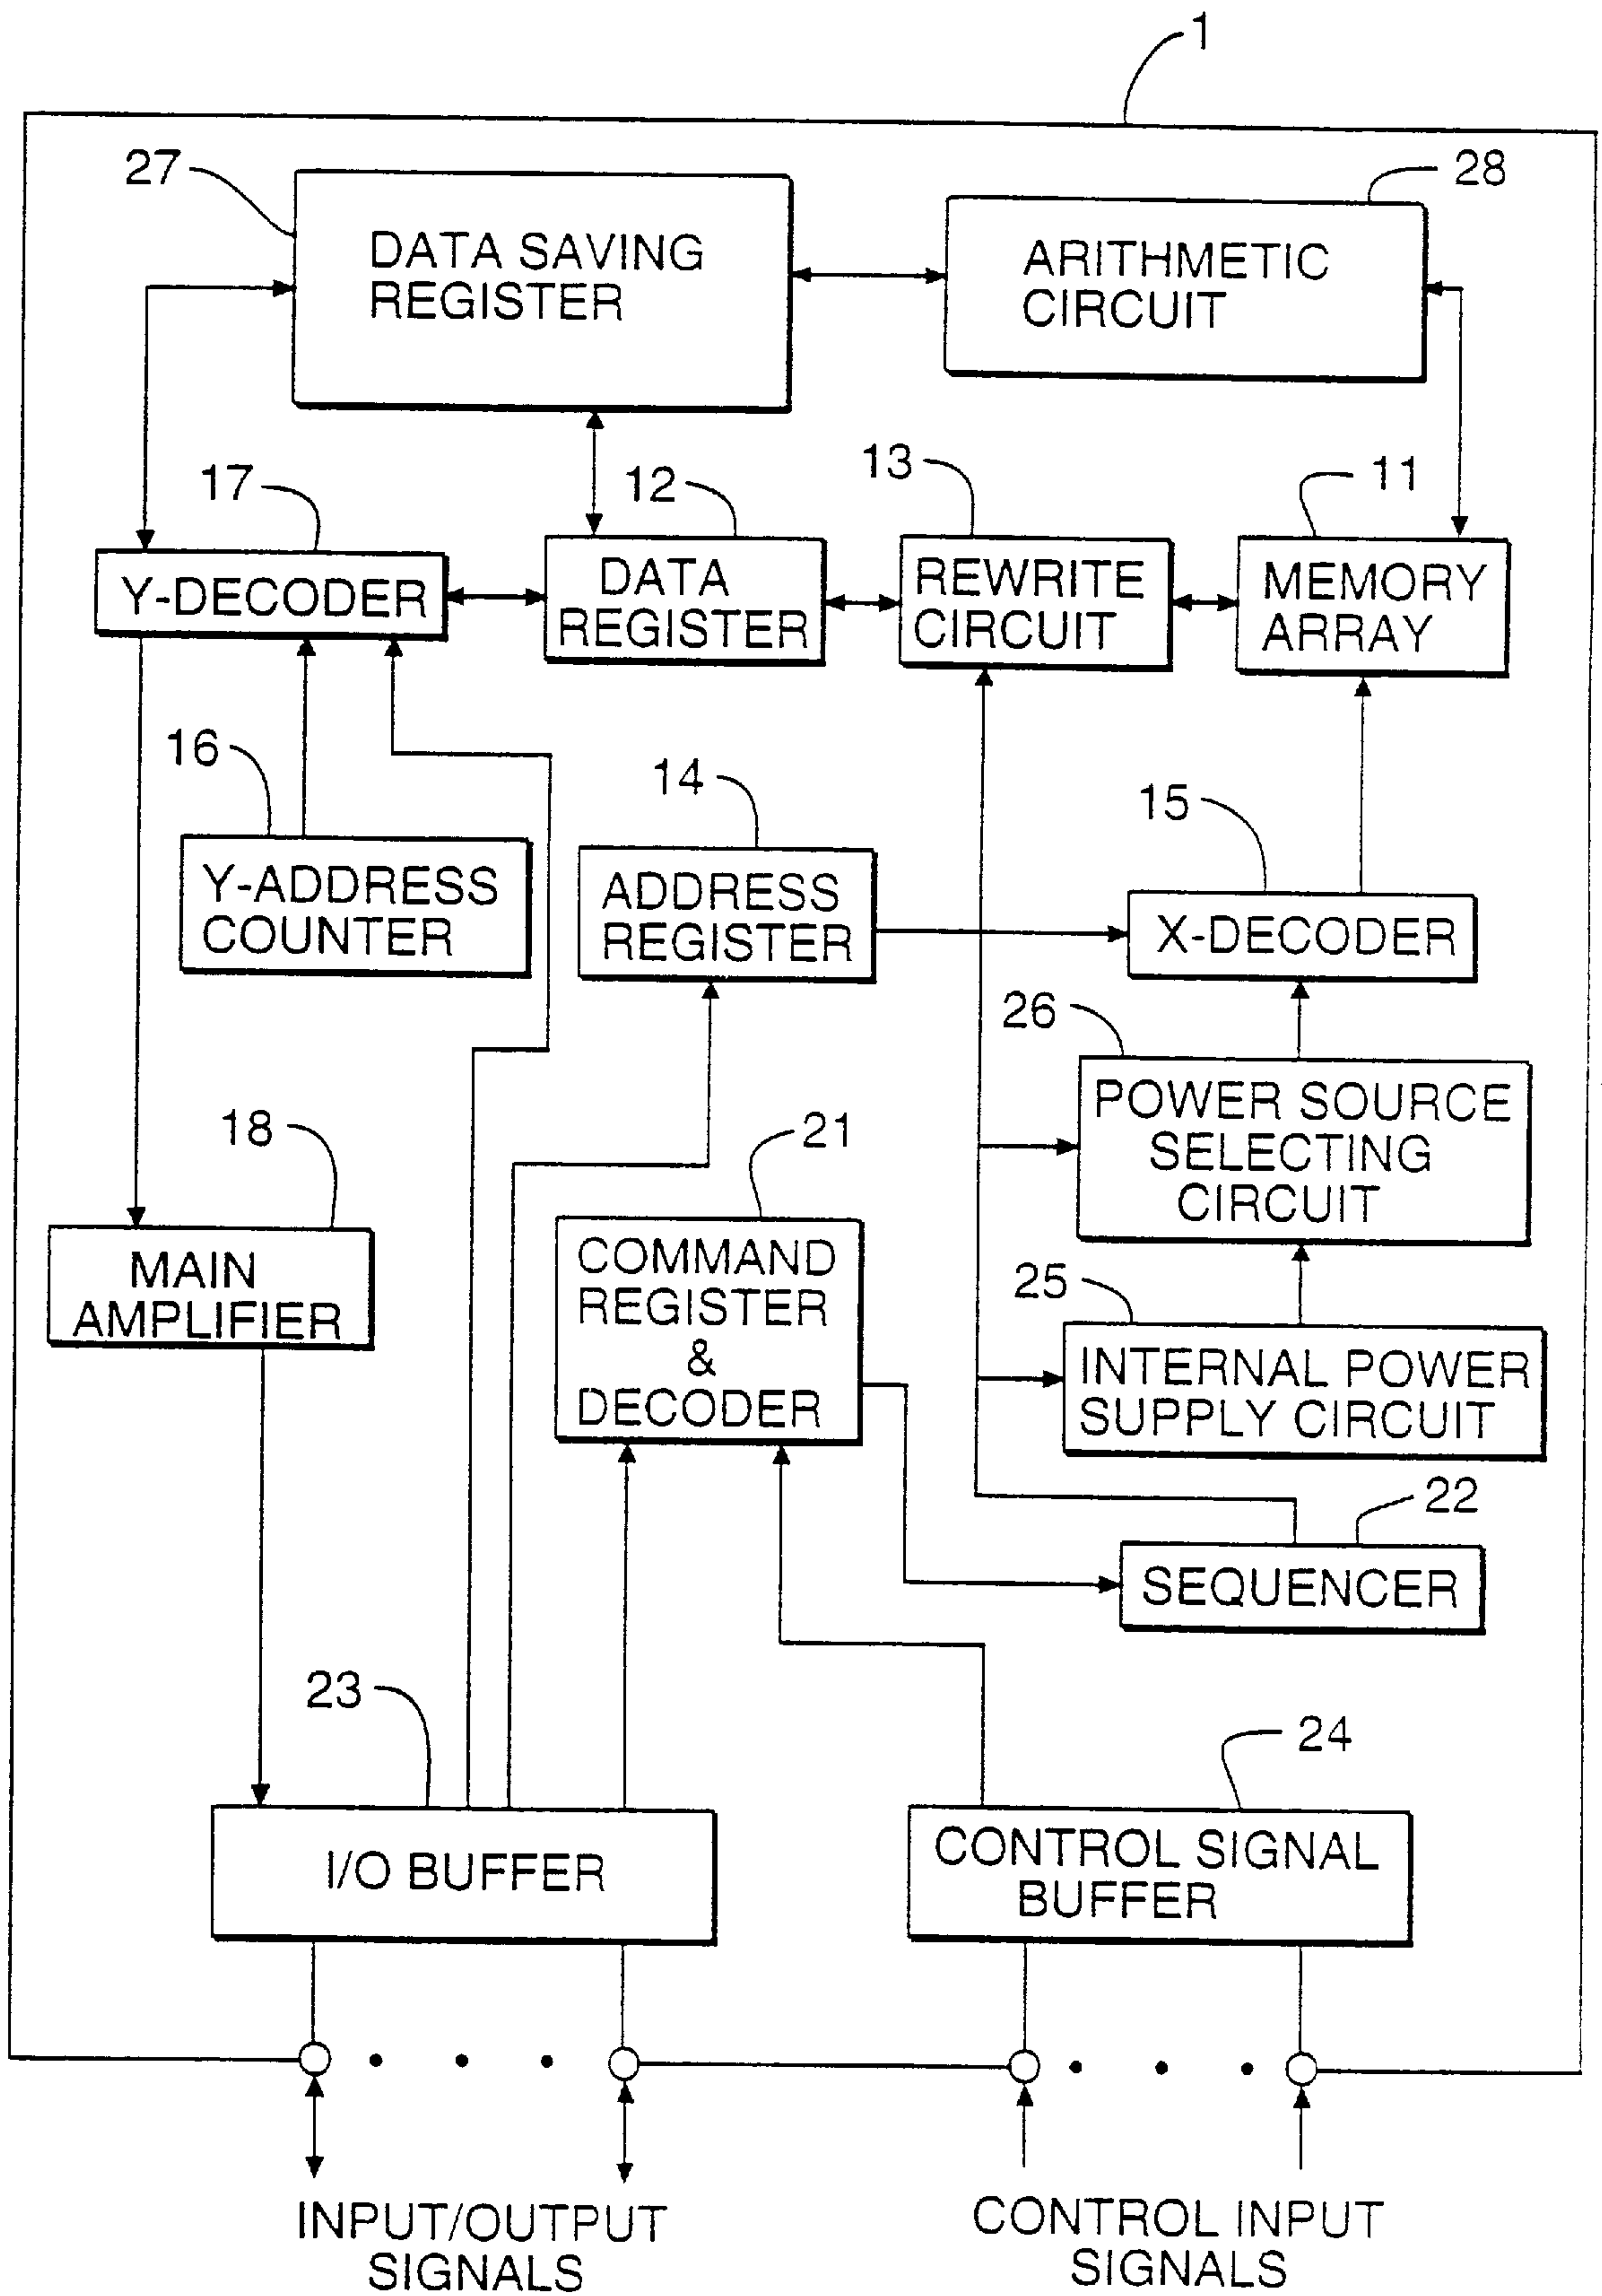 1
27
DATA SAVING
REGISTER
28
ARITHMETIC
CIRCUIT
17
Y-DECODER
12
DATA
REGISTER
13
REWRITE
CIRCUIT
11
MEMORY
ARRAY
16
Y-ADDRESS
COUNTER
14
ADDRESS
REGISTER
15
X-DECODER
26
POWER SOURCE
SELECTING
CIRCUIT
18
MAIN
AMPLIFIER
21
COMMAND
REGISTER
&
DECODER
25
INTERNAL POWER
SUPPLY CIRCUIT
22
SEQUENCER
23
I/O BUFFER
24
CONTROL SIGNAL
BUFFER
INPUT/OUTPUT
SIGNALS
CONTROL INPUT
SIGNALS